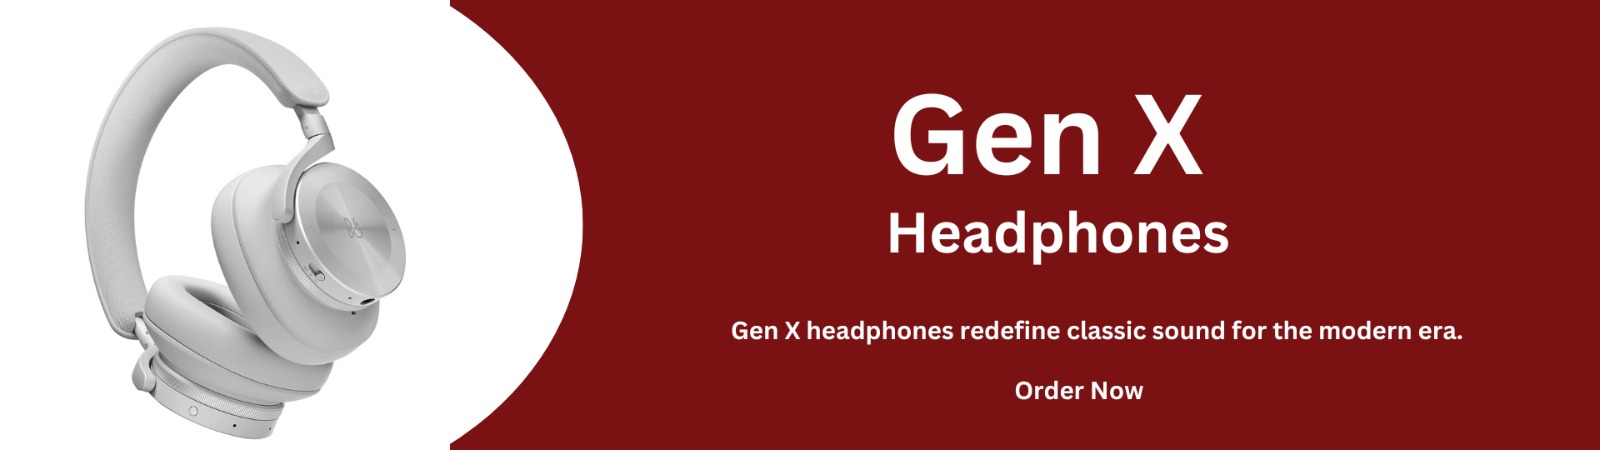 B&O
Gen X
Headphones
Gen X headphones redefine classic sound for the modern era.
Order Now